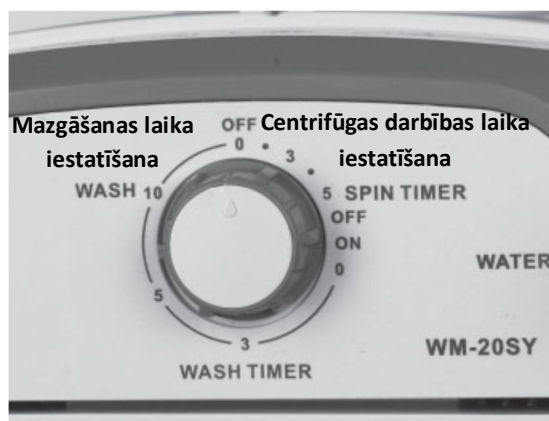 Mazgāšanas laika
iestatīšana
Centrifūgas darbības laika
iestatīšana
OFF
0
3
WASH 10
5 SPIN TIMER
OFF
ON
0
WATER
5
3
WM-20SY
WASH TIMER